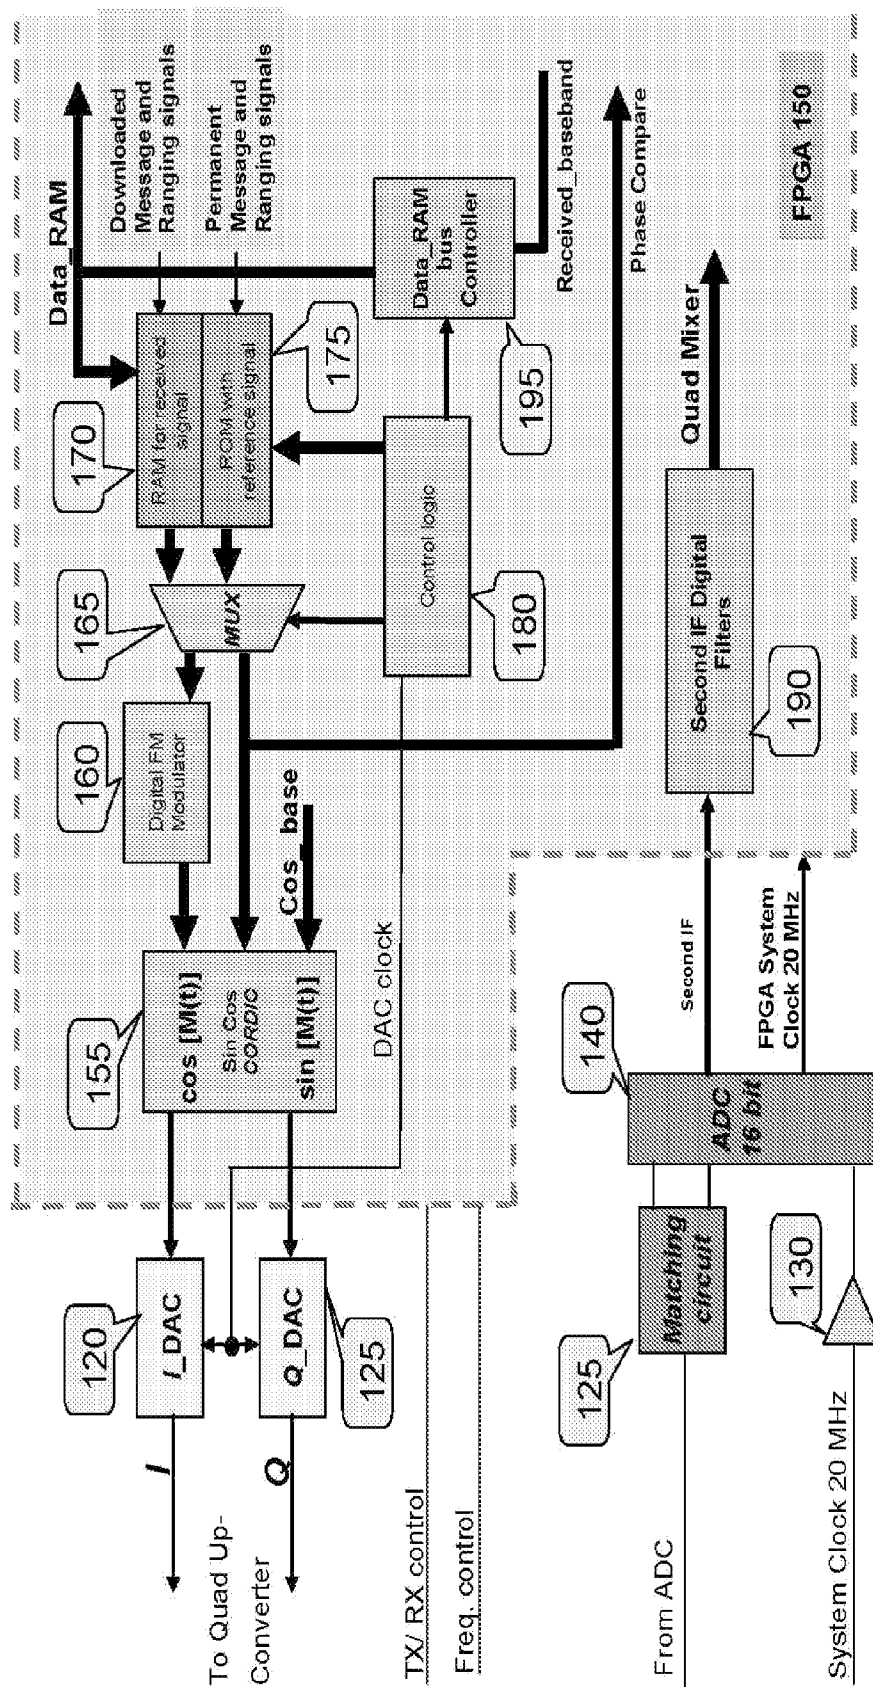 Data_RAM
Downloaded
Message and
Ranging signals
Permanent
Message and
Ranging signals
170
RAM for received
signal
ROM with
reference signal
175
165
MUX
160
Digital FM
Modulator
Cos_base
155
cos [M(t)]
Sin Cos
CORDIC
sin [M(t)]
120
I_DAC
Q_DAC
125
I
Q
To Quad Up-
Converter
DAC clock
Control logic
180
Data_RAM
bus
Controller
195
Received_baseband
Phase Compare
TX/ RX control
Freq. control
FPGA 150
Quad Mixer
Second IF Digital
Filters
190
Second IF
FPGA System
Clock 20 MHz
140
ADC
16 bit
Matching
circuit
125
130
From ADC
System Clock 20 MHz